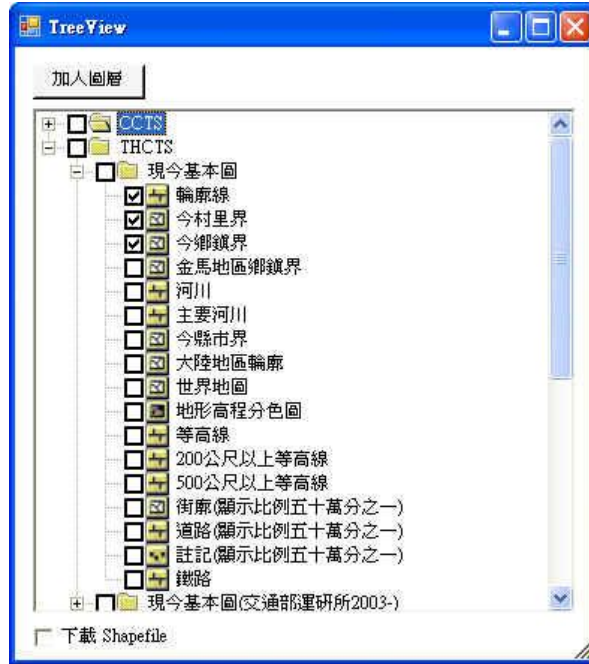 TreeView
加入圖層
CCTS
THCTS
現今基本圖
輪廓線
今村里界
今鄉鎮界
金馬地區鄉鎮界
河川
主要河川
今縣市界
大陸地區輪廓
世界地圖
地形高程分色圖
等高線
200公尺以上等高線
500公尺以上等高線
街廓(顯示比例五十萬分之一)
道路(顯示比例五十萬分之一)
註記(顯示比例五十萬分之一)
鐵路
現今基本圖(交通部運研所2003-)
下載 Shapefile